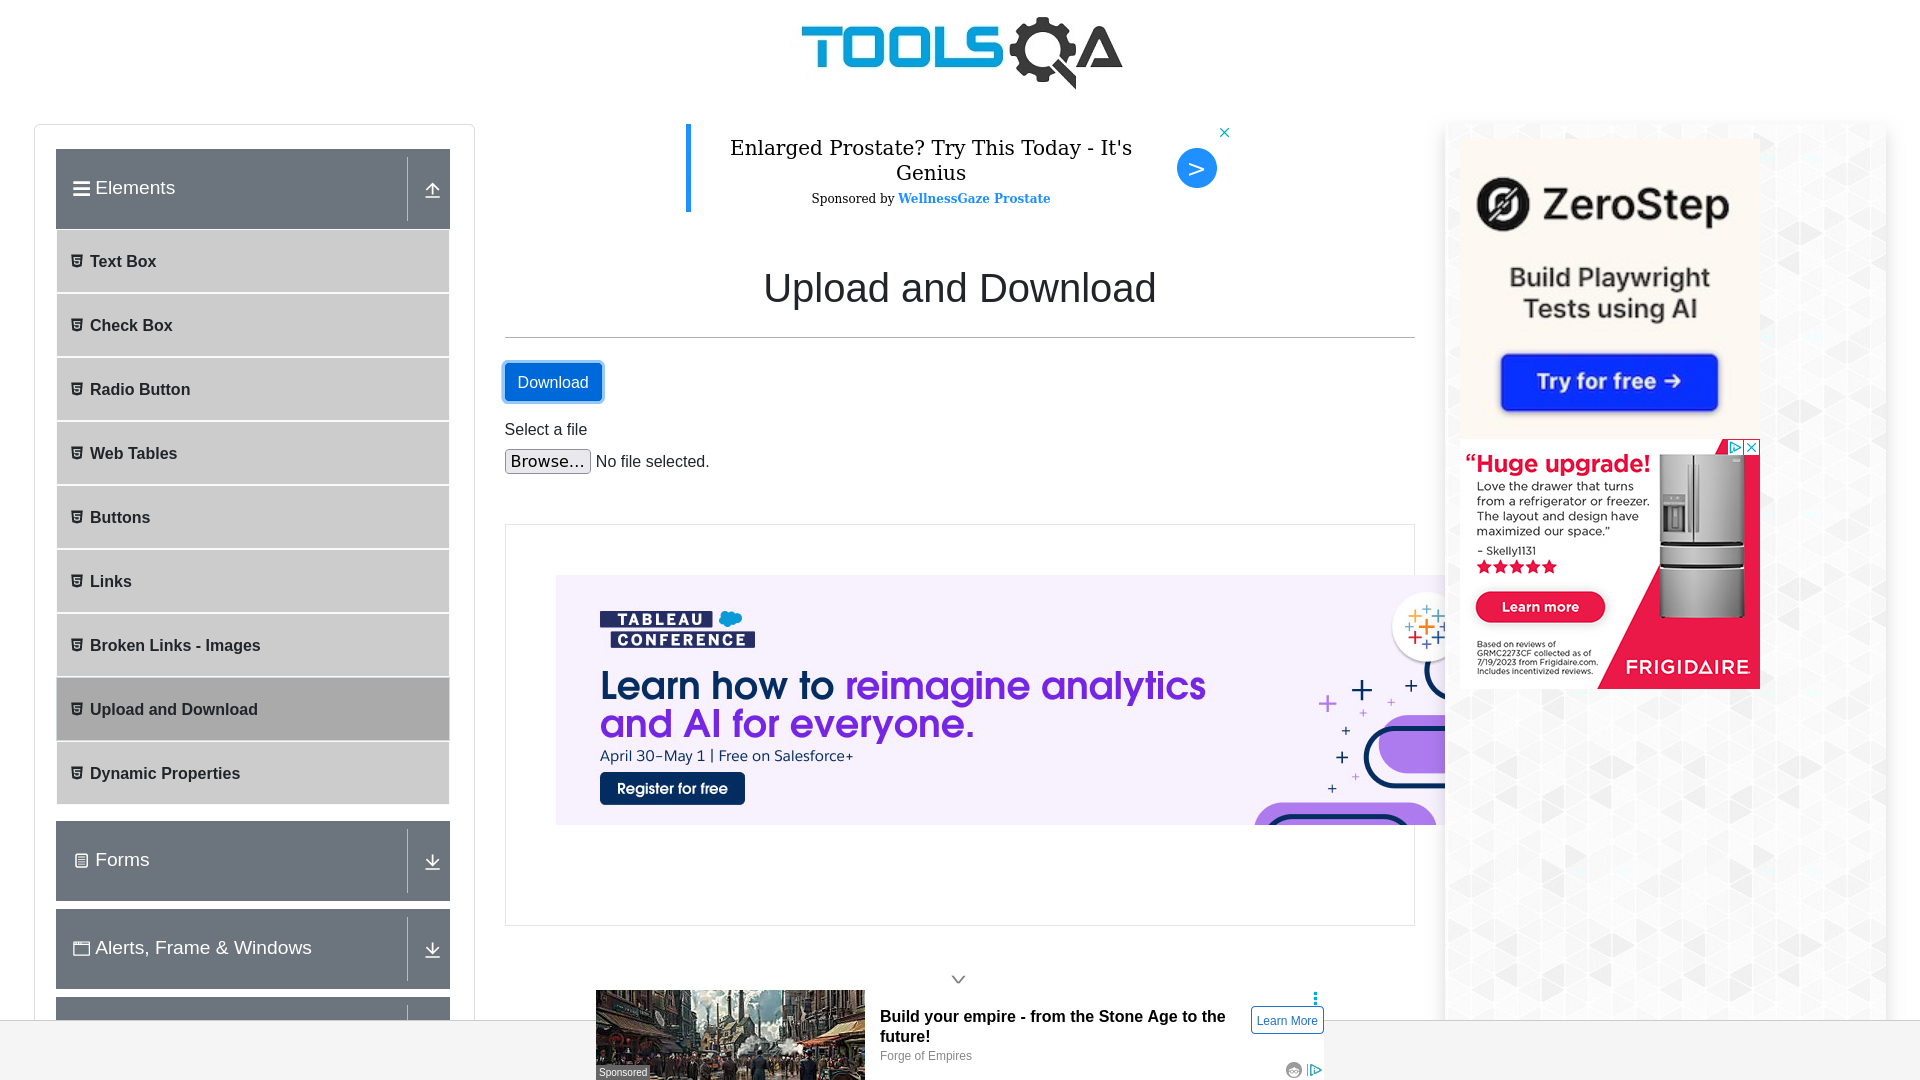 TOOLSQA
Elements
Text Box
Check Box
Radio Button
Web Tables
Buttons
Links
Broken Links - Images
Upload and Download
Dynamic Properties
Forms
Alerts, Frame & Windows
Enlarged Prostate? Try This Today - It's
Genius
Sponsored by WellnessGaze Prostate
>
Upload and Download
Download
Select a file
Browse... No file selected.
TABLEAU
CONFERENCE
Learn how to reimagine analytics
and AI for everyone.
April 30–May 1 | Free on Salesforce+
Register for free
Build your empire - from the Stone Age to the
future!
Forge of Empires
Learn More
Sponsored
ZeroStep
Build Playwright
Tests using AI
Try for free →
“Huge upgrade!
Love the drawer that turns
from a refrigerator or freezer.
The layout and design have
maximized our space.”
– Skelly1131
Learn more
Based on reviews of
GRMC2273CF collected as of
7/19/2023 from Frigidaire.com.
Includes incentivized reviews.
FRIGIDAIRE